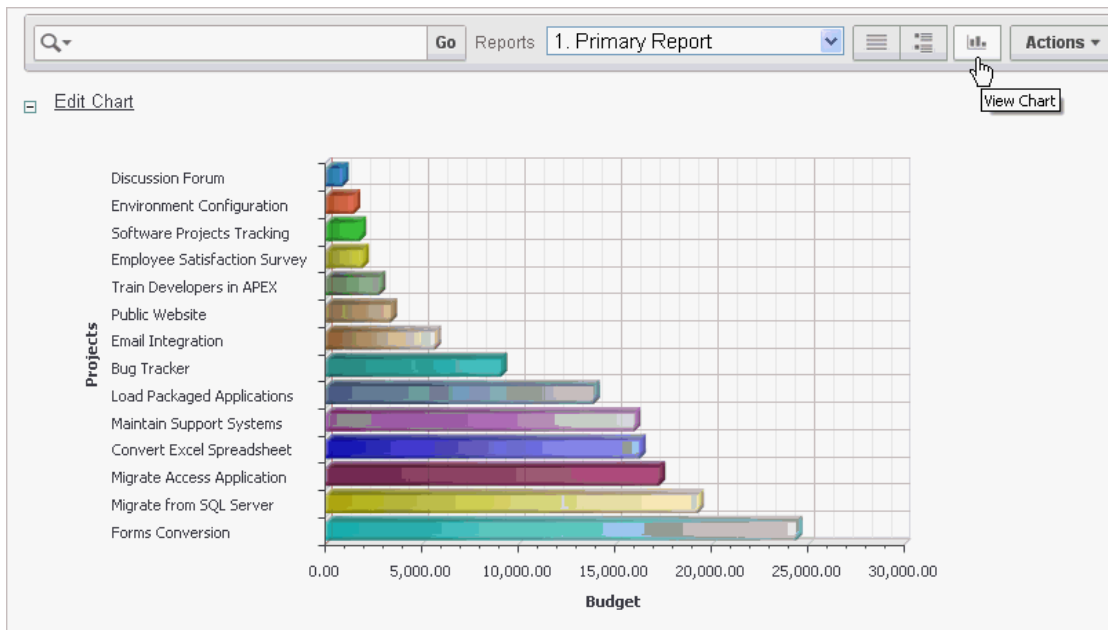 Go Reports 1. Primary Report Actions
View Chart
Edit Chart
Projects
Discussion Forum
Environment Configuration
Software Projects Tracking
Employee Satisfaction Survey
Train Developers in APEX
Public Website
Email Integration
Bug Tracker
Load Packaged Applications
Maintain Support Systems
Convert Excel Spreadsheet
Migrate Access Application
Migrate from SQL Server
Forms Conversion
0.00 5,000.00 10,000.00 15,000.00 20,000.00 25,000.00 30,000.00
Budget